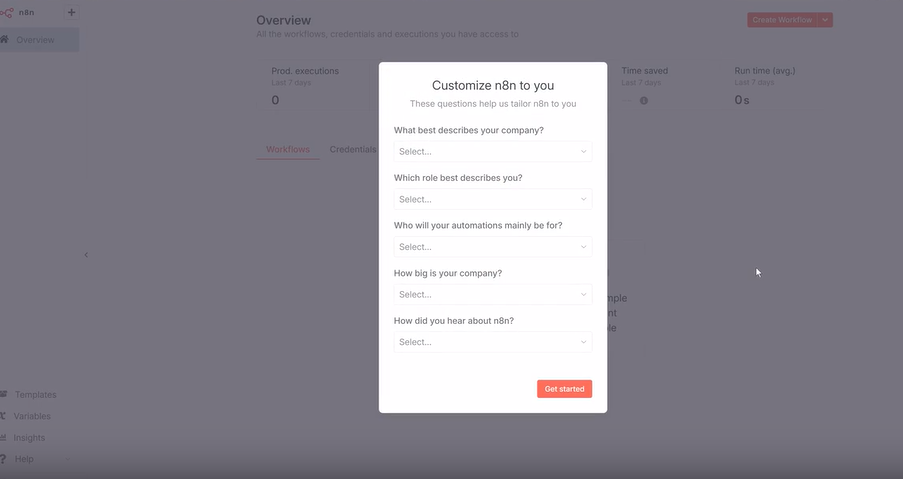 n8n
+
Overview
Overview
All the workflows, credentials and executions you have access to
Create Workflow
Prod. executions
Last 7 days
0
Time saved
Last 7 days
--
Run time (avg.)
Last 7 days
0s
Workflows
Credentials
Customize n8n to you
These questions help us tailor n8n to you
What best describes your company?
Select...
Which role best describes you?
Select...
Who will your automations mainly be for?
Select...
How big is your company?
Select...
How did you hear about n8n?
Select...
Get started
Templates
Variables
Insights
Help